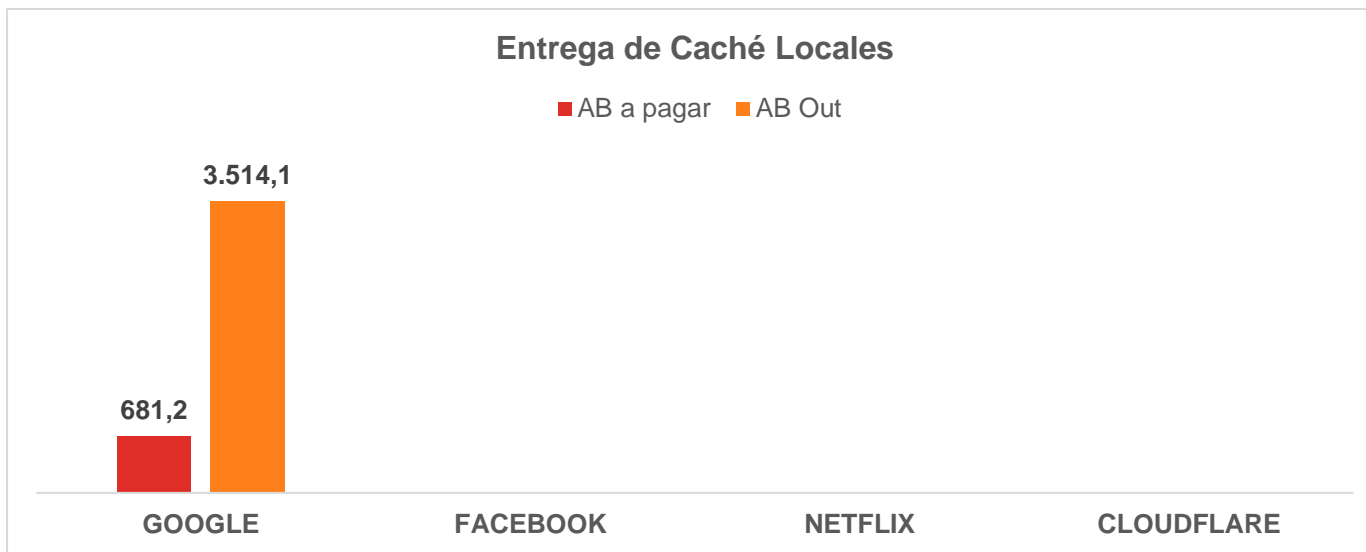 Entrega de Caché Locales
AB a pagar AB Out
3.514,1
681,2
GOOGLE FACEBOOK NETFLIX CLOUDFLARE